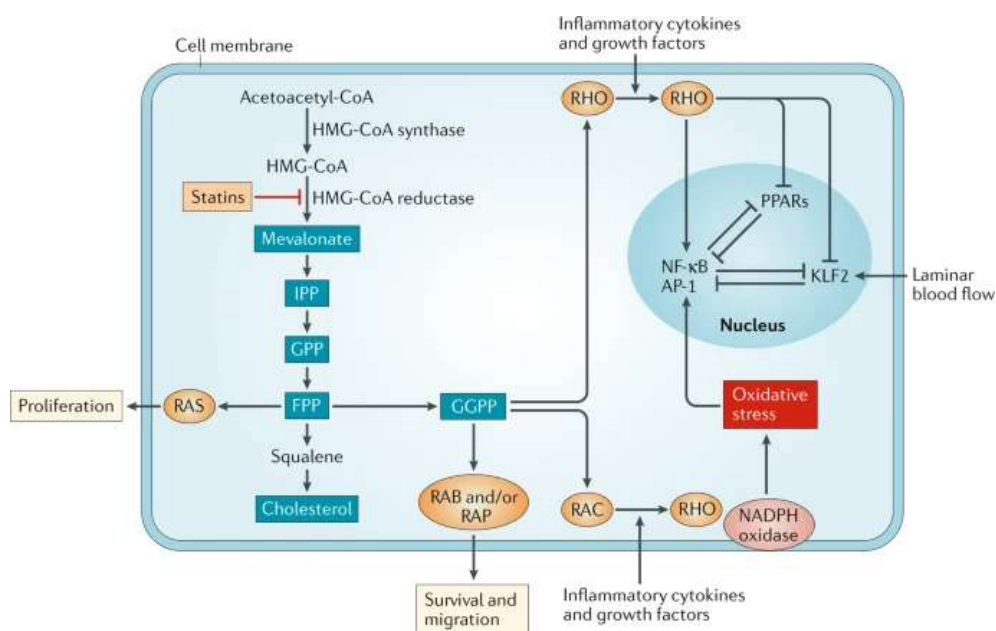 Inflammatory cytokines
and growth factors
Cell membrane
Acetoacetyl-CoA
HMG-CoA synthase
HMG-CoA
Statins
HMG-CoA reductase
Mevalonate
IPP
GPP
FPP
RAS
Proliferation
Squalene
Cholesterol
GGPP
RAB and/or
RAP
Survival and
migration
RHO
RHO
PPARs
NF-κB
AP-1
KLF2
Nucleus
Laminar
blood flow
Oxidative
stress
RAC
RHO
NADPH
oxidase
Inflammatory cytokines
and growth factors